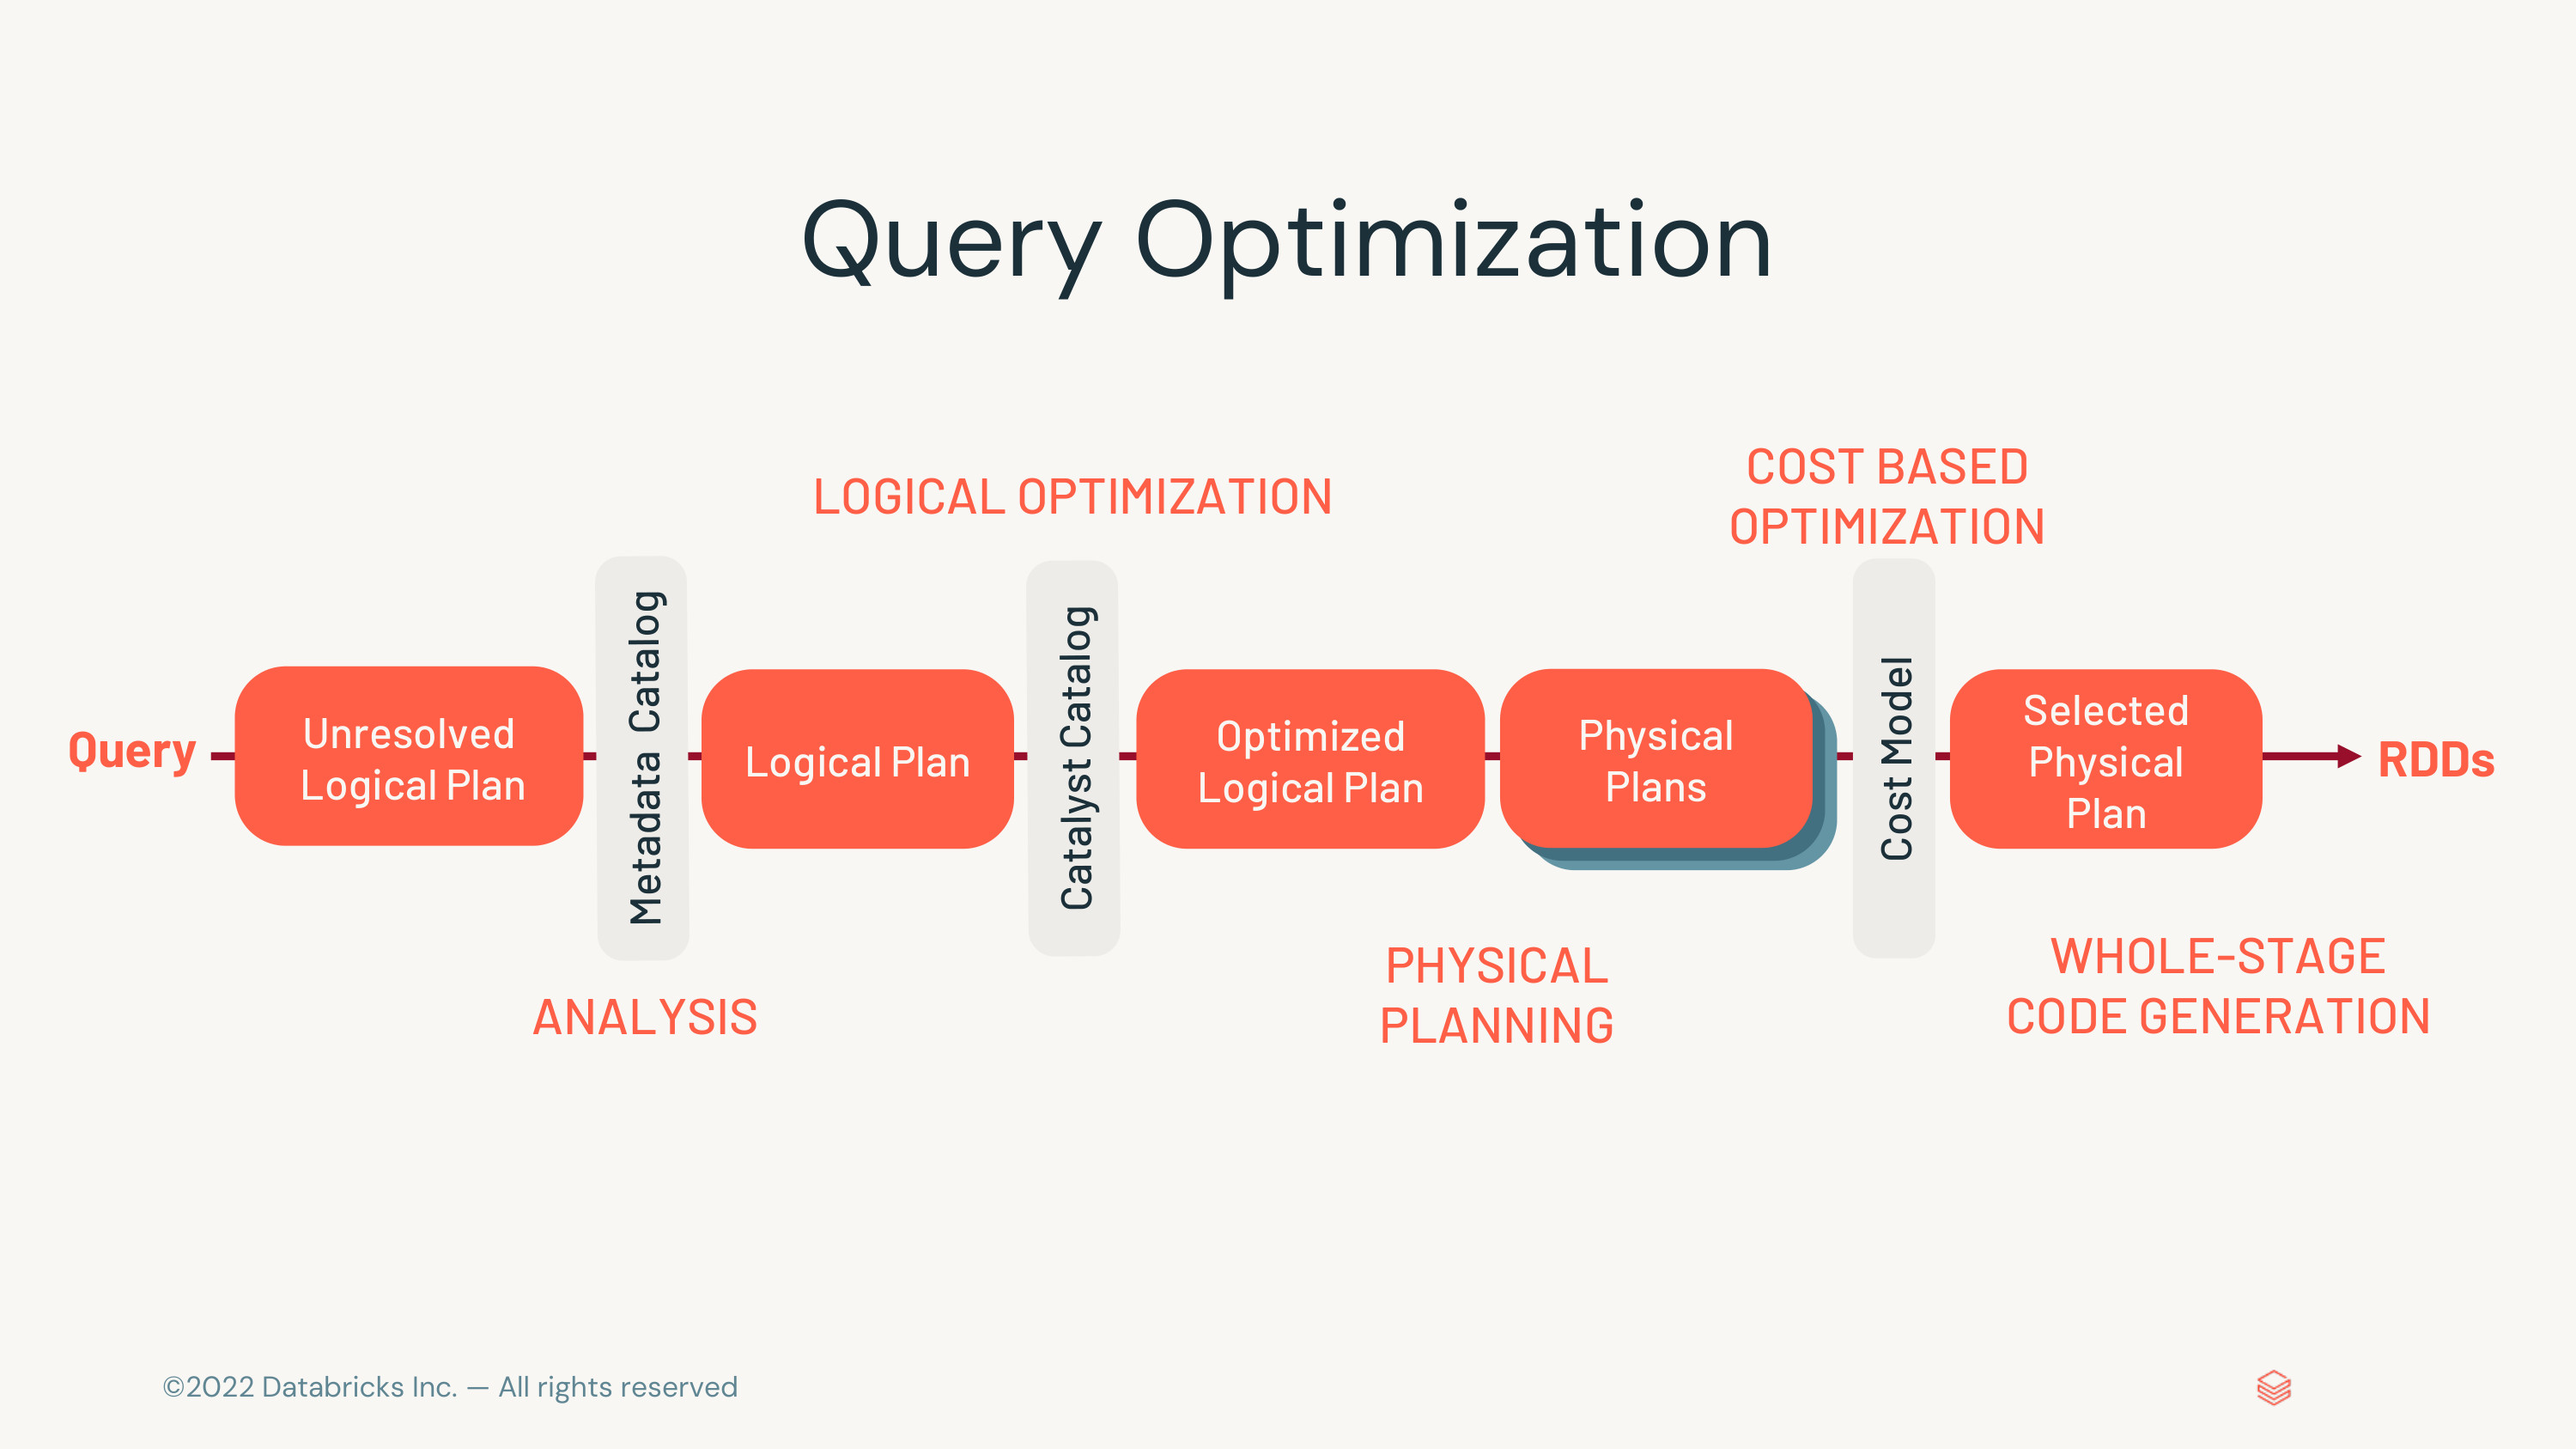 Query Optimization
LOGICAL OPTIMIZATION
COST BASED
OPTIMIZATION
Query
Unresolved
Logical Plan
Metadata Catalog
Logical Plan
Catalyst Catalog
Optimized
Logical Plan
Physical
Plans
Cost Model
Selected
Physical
Plan
RDDs
ANALYSIS
PHYSICAL
PLANNING
WHOLE-STAGE
CODE GENERATION
©2022 Databricks Inc. — All rights reserved